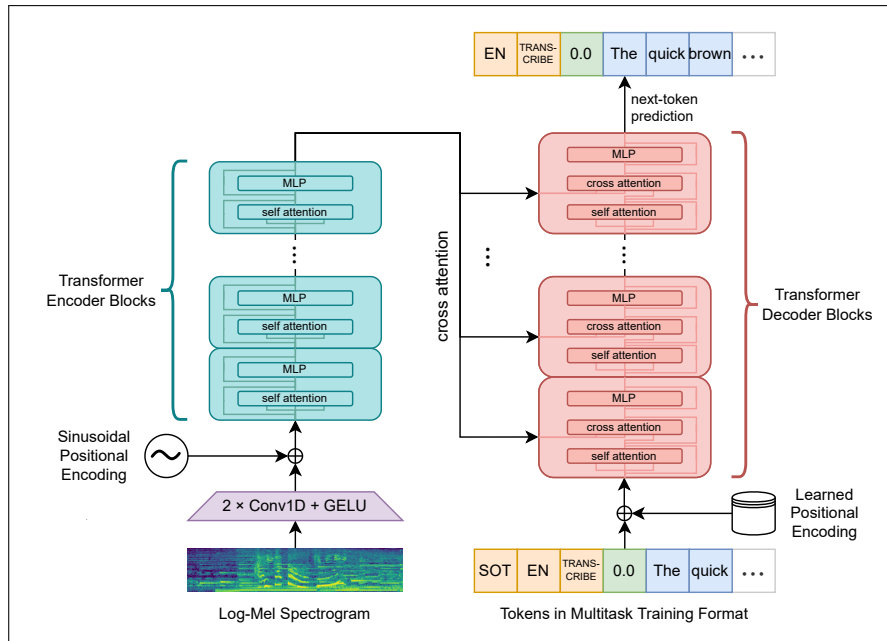 EN TRANS-CRIBE 0.0 The quick brown ...
next-token
prediction
MLP
cross attention
self attention
MLP
self attention
Transformer
Encoder Blocks
MLP
self attention
MLP
self attention
cross attention
MLP
cross attention
self attention
MLP
cross attention
self attention
Transformer
Decoder Blocks
Sinusoidal
Positional
Encoding
2 × Conv1D + GELU
Learned
Positional
Encoding
SOT EN TRANS-CRIBE 0.0 The quick ...
Log-Mel Spectrogram
Tokens in Multitask Training Format